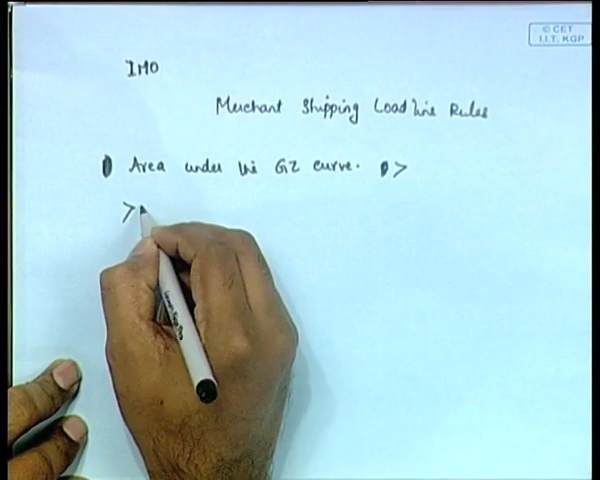 © CET
I.I.T. KGP
IMO
Merchant Shipping Load line Rules
Area under the GZ curve. >
>